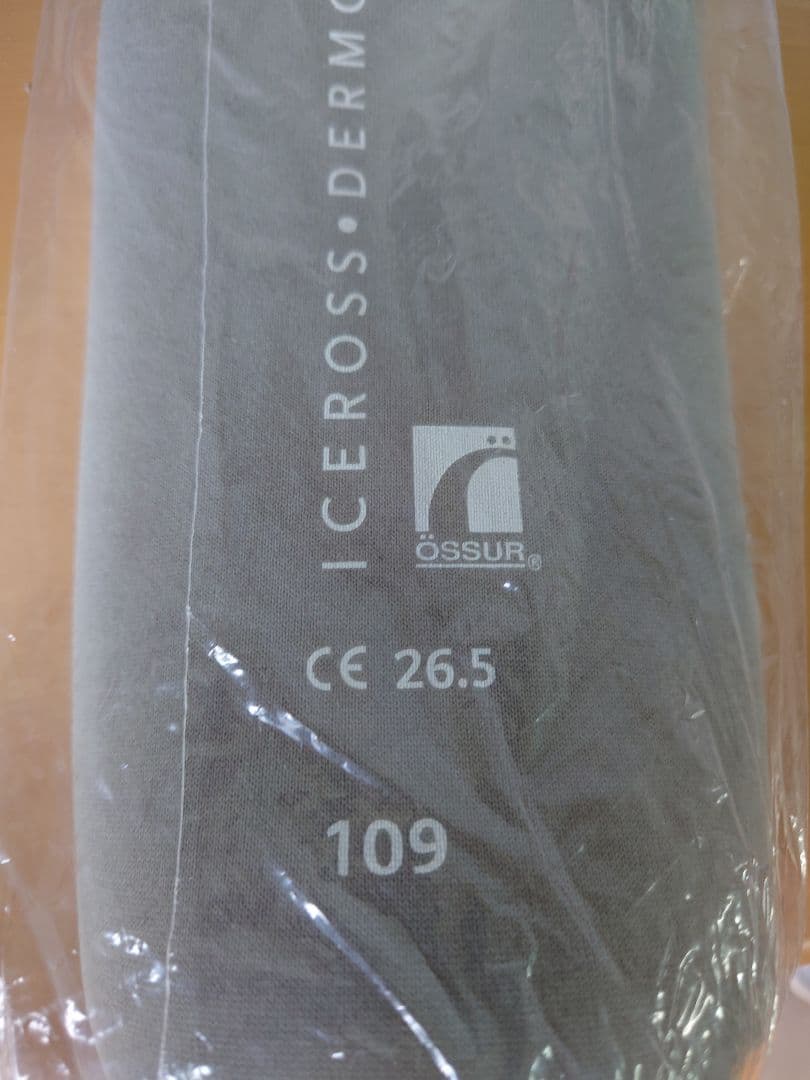 ICEROSS • DERMO
ÖSSUR®
CE 26.5
109